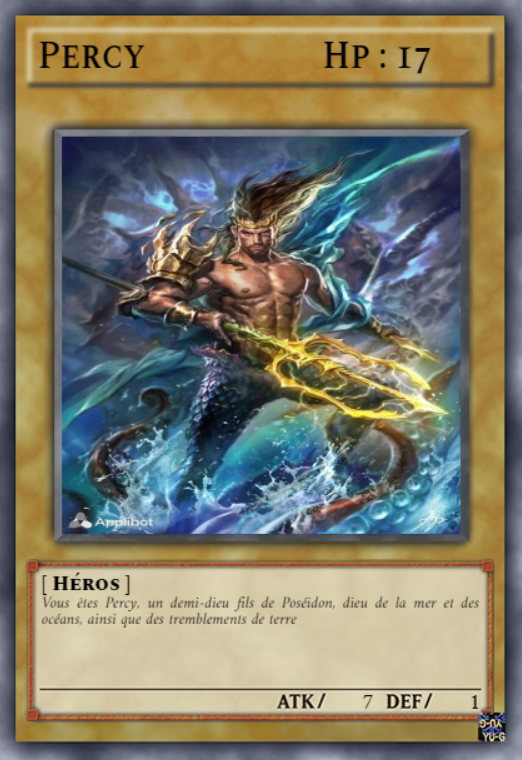 Percy Hp : 17
Applibot
[ Héros ]
Vous êtes Percy, un demi-dieu fils de Poséidon, dieu de la mer et des
océans, ainsi que des tremblements de terre
ATK/ 7 DEF/ 1
YU-G